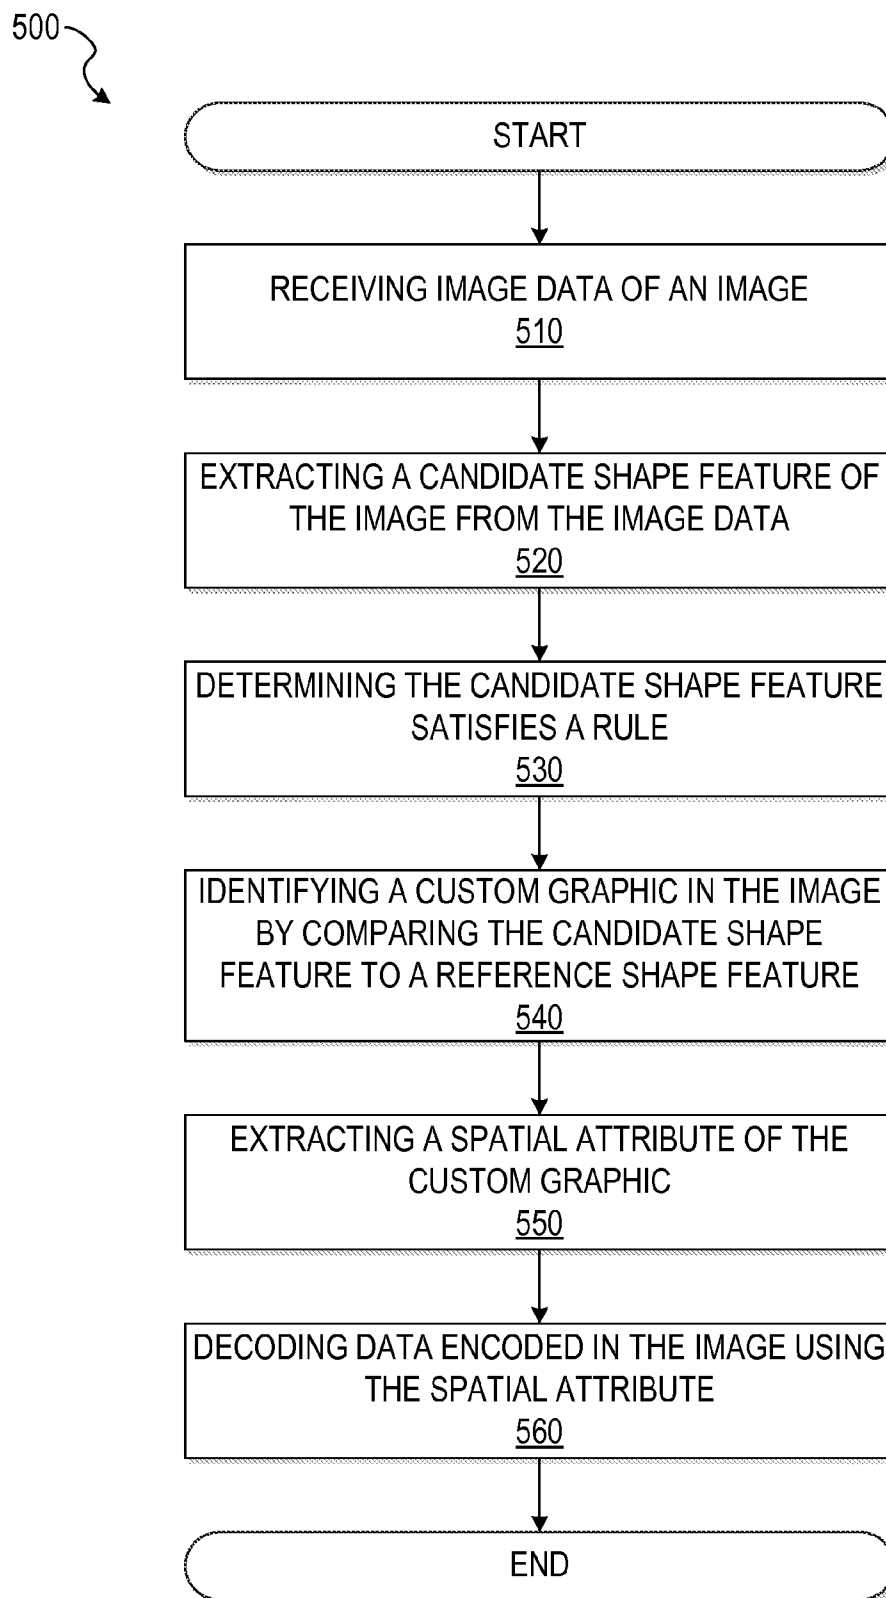 500
START
RECEIVING IMAGE DATA OF AN IMAGE
510
EXTRACTING A CANDIDATE SHAPE FEATURE OF
THE IMAGE FROM THE IMAGE DATA
520
DETERMINING THE CANDIDATE SHAPE FEATURE
SATISFIES A RULE
530
IDENTIFYING A CUSTOM GRAPHIC IN THE IMAGE
BY COMPARING THE CANDIDATE SHAPE
FEATURE TO A REFERENCE SHAPE FEATURE
540
EXTRACTING A SPATIAL ATTRIBUTE OF THE
CUSTOM GRAPHIC
550
DECODING DATA ENCODED IN THE IMAGE USING
THE SPATIAL ATTRIBUTE
560
END